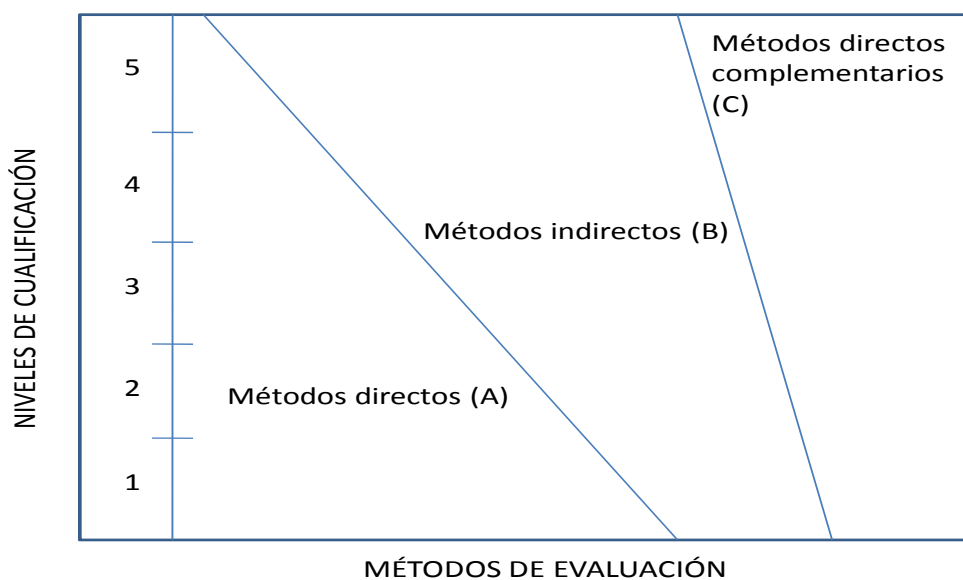 NIVELES DE CUALIFICACIÓN
5
4
3
2
1
Métodos directos
complementarios
(C)
Métodos indirectos (B)
Métodos directos (A)
MÉTODOS DE EVALUACIÓN